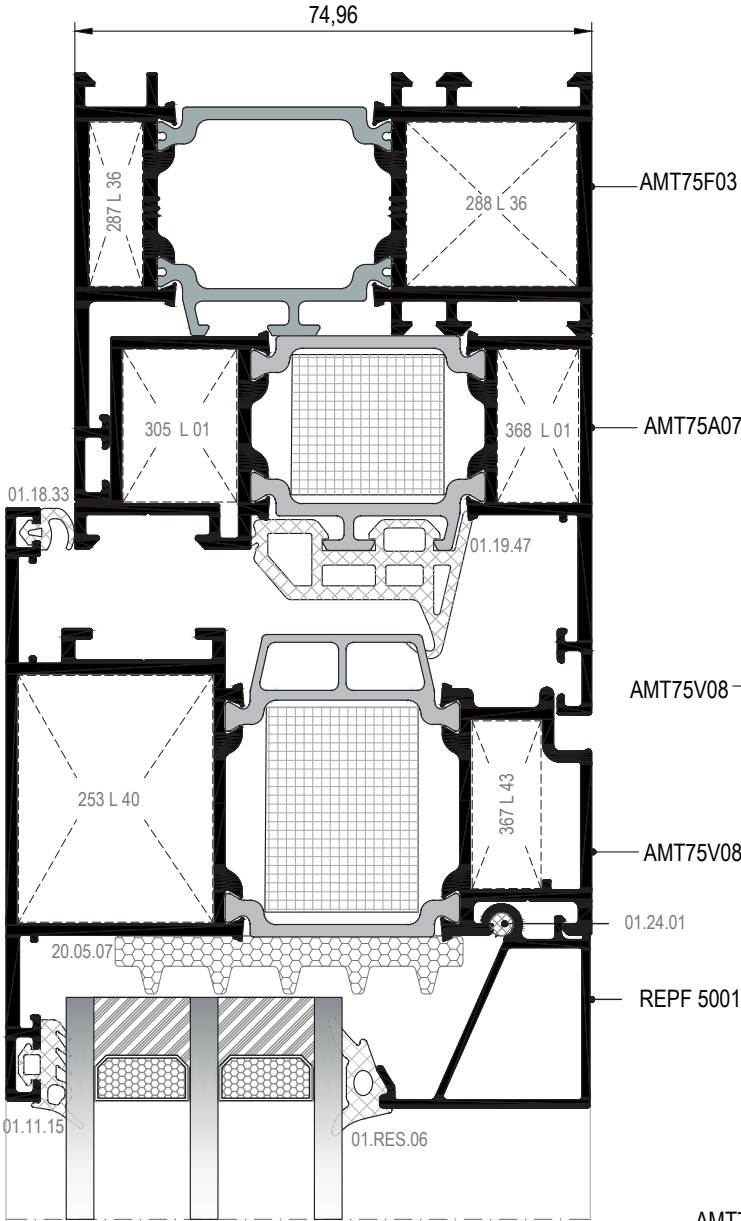 74,96
287 L 36
288 L 36
AMT75F03
305 L 01
368 L 01
AMT75A07
01.18.33
01.19.47
AMT75V08
253 L 40
367 L 43
AMT75V08
01.24.01
20.05.07
REPF 5001
01.11.15
01.RES.06